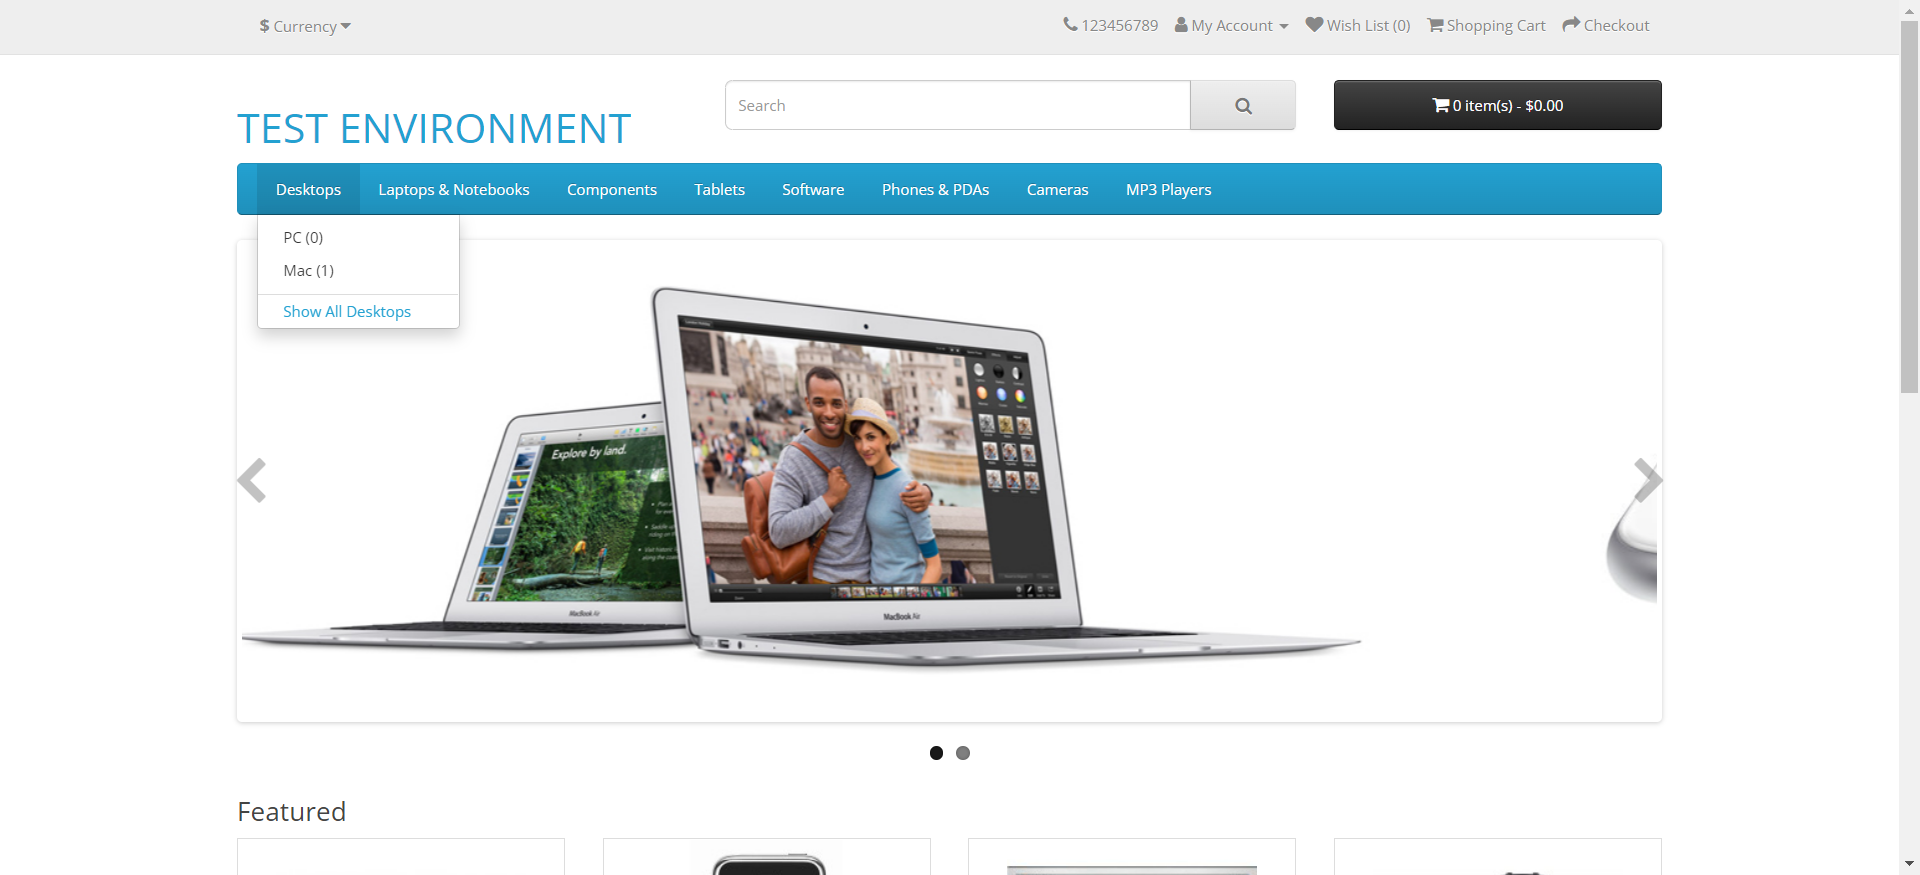 $ Currency
123456789 My Account Wish List (0) Shopping Cart Checkout
TEST ENVIRONMENT
Search
0 item(s) - $0.00
Desktops Laptops & Notebooks Components Tablets Software Phones & PDAs Cameras MP3 Players
PC (0)
Mac (1)
Show All Desktops
Explore by land.
MacBook Air
MacBook Air
Featured